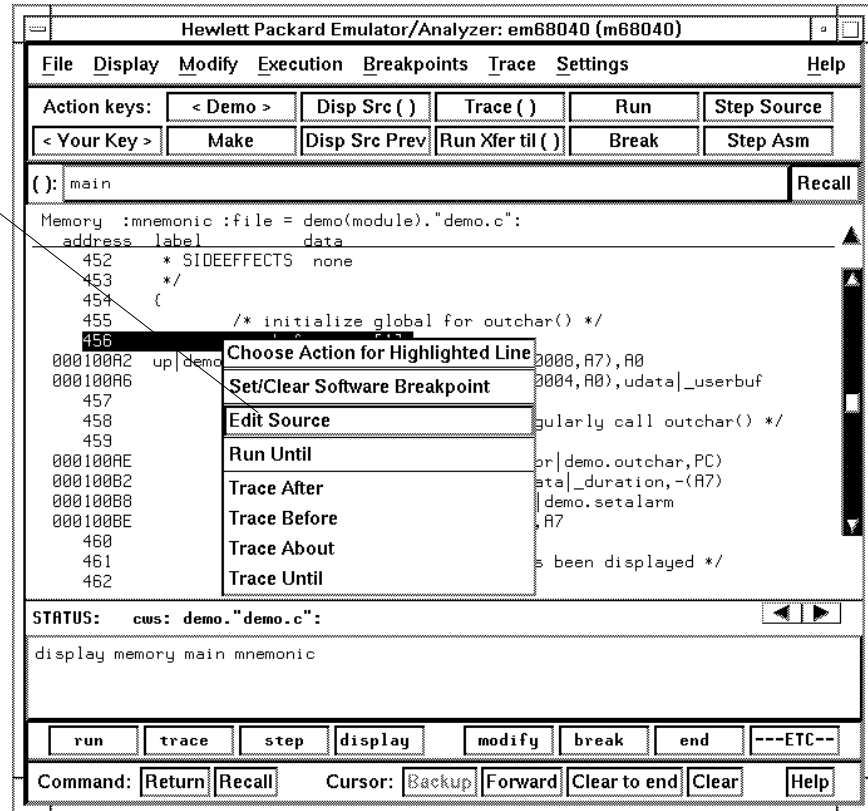 Hewlett Packard Emulator/Analyzer: em68040 (m68040)
File Display Modify Execution Breakpoints Trace Settings Help
Action keys: < Demo > Disp Src ( ) Trace ( ) Run Step Source
< Your Key > Make Disp Src Prev Run Xfer til ( ) Break Step Asm
( ): main Recall
Memory :mnemonic :file = demo(module)."demo.c":
address label data
452 * SIDEEFFECTS none
453 */
454 {
455 /* initialize global for outchar() */
456
Choose Action for Highlighted Line
000100A2 up|demo 0008,A7),A0
000100A6 0004,A0),udata|_userbuf
Set/Clear Software Breakpoint
457
458 gularly call outchar() */
Edit Source
459
Run Until
000100AE or|demo.outchar,PC)
000100B2 ata|_duration,-(A7)
Trace After
000100B8 |demo.setalarm
000100BE ,A7
Trace Before
460
Trace About
461 s been displayed */
462
Trace Until
STATUS: cws: demo."demo.c":
display memory main mnemonic
run trace step display modify break end ---ETC--
Command: Return Recall Cursor: Backup Forward Clear to end Clear Help